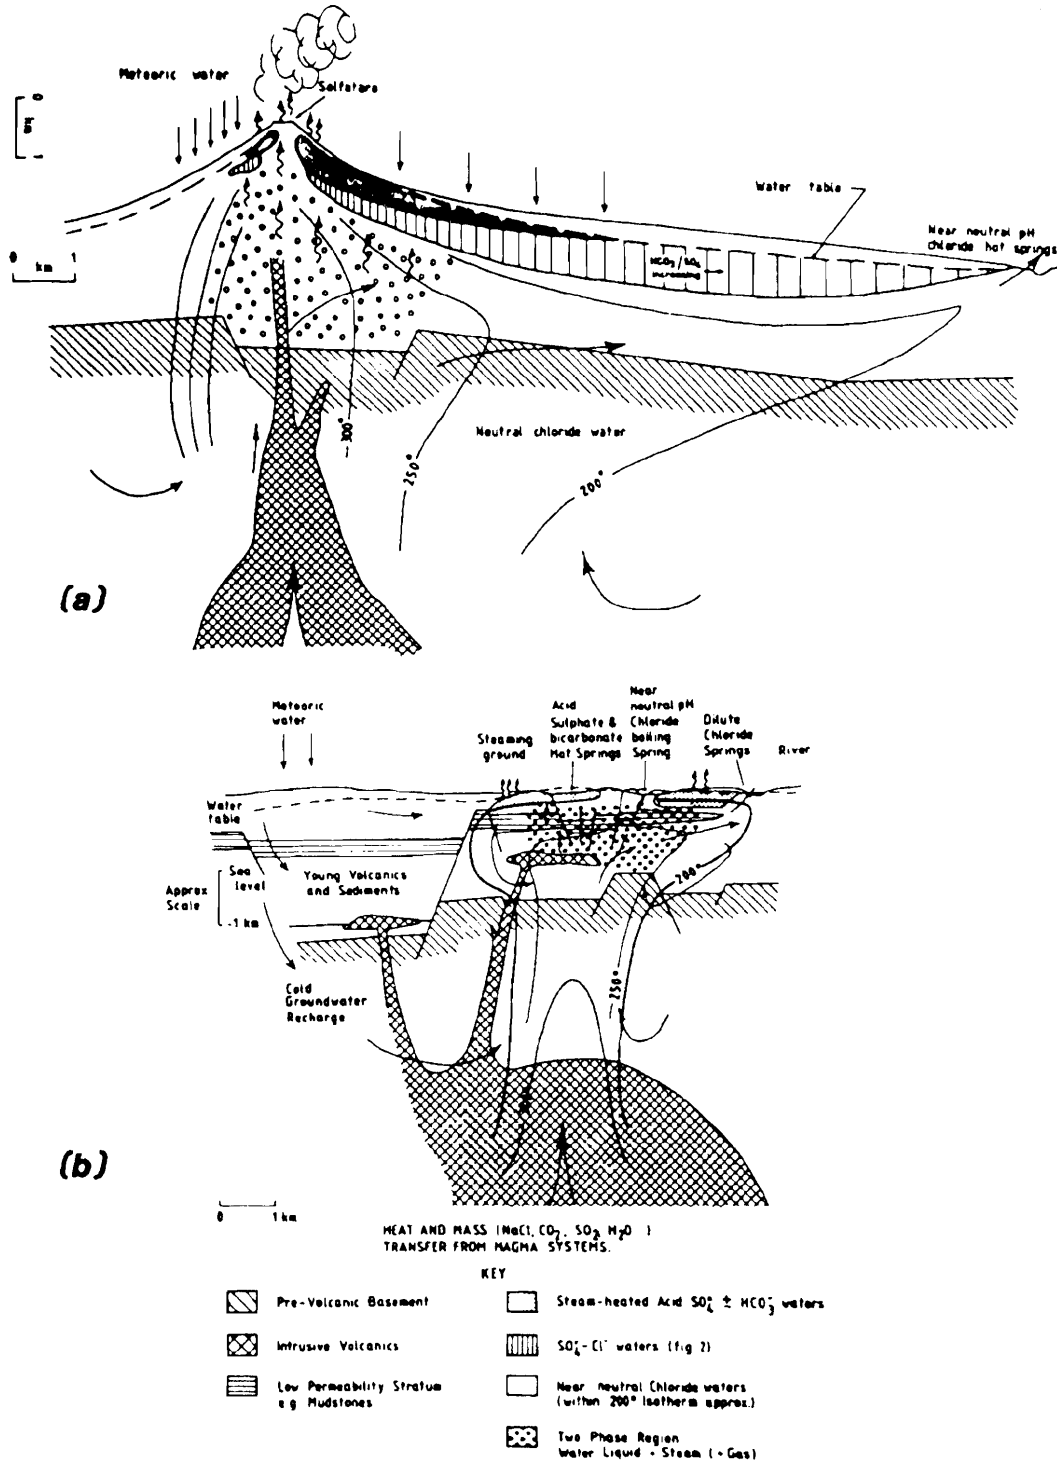 Meteoric water
Solfatara
0
km
1
0 km 1
Water table
Near neutral pH
chloride hot springs
HCO3/SO4
increasing
Neutral chloride water
300°
250°
200°
(a)
Meteoric
water
Steaming
ground
Acid
Sulphate &
bicarbonate
Hot Springs
Near
neutral pH
Chloride
boiling
Spring
Dilute
Chloride
Springs
River
Water
table
Approx
Scale
Sea
level
-1 km
Young Volcanics
and Sediments
200°
250°
Cold
Groundwater
Recharge
(b)
0 1 km
HEAT AND MASS (NaCl, CO2, SO2, H2O )
TRANSFER FROM MAGMA SYSTEMS.
KEY
Pre-Volcanic Basement
Intrusive Volcanics
Low Permeability Stratum
e.g. Mudstones
Steam-heated Acid SO4= ± HCO3- waters
SO4=-Cl- waters (fig 2)
Near neutral Chloride waters
(within 200° Isotherm approx.)
Two Phase Region
Water Liquid + Steam (+Gas)